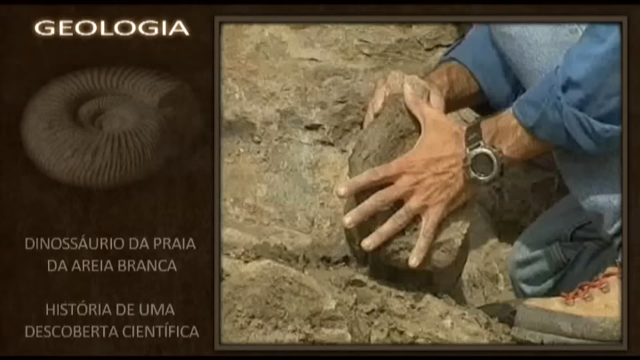 GEOLOGIA
DINOSSÁURIO DA PRAIA
DA AREIA BRANCA
HISTÓRIA DE UMA
DESCOBERTA CIENTÍFICA